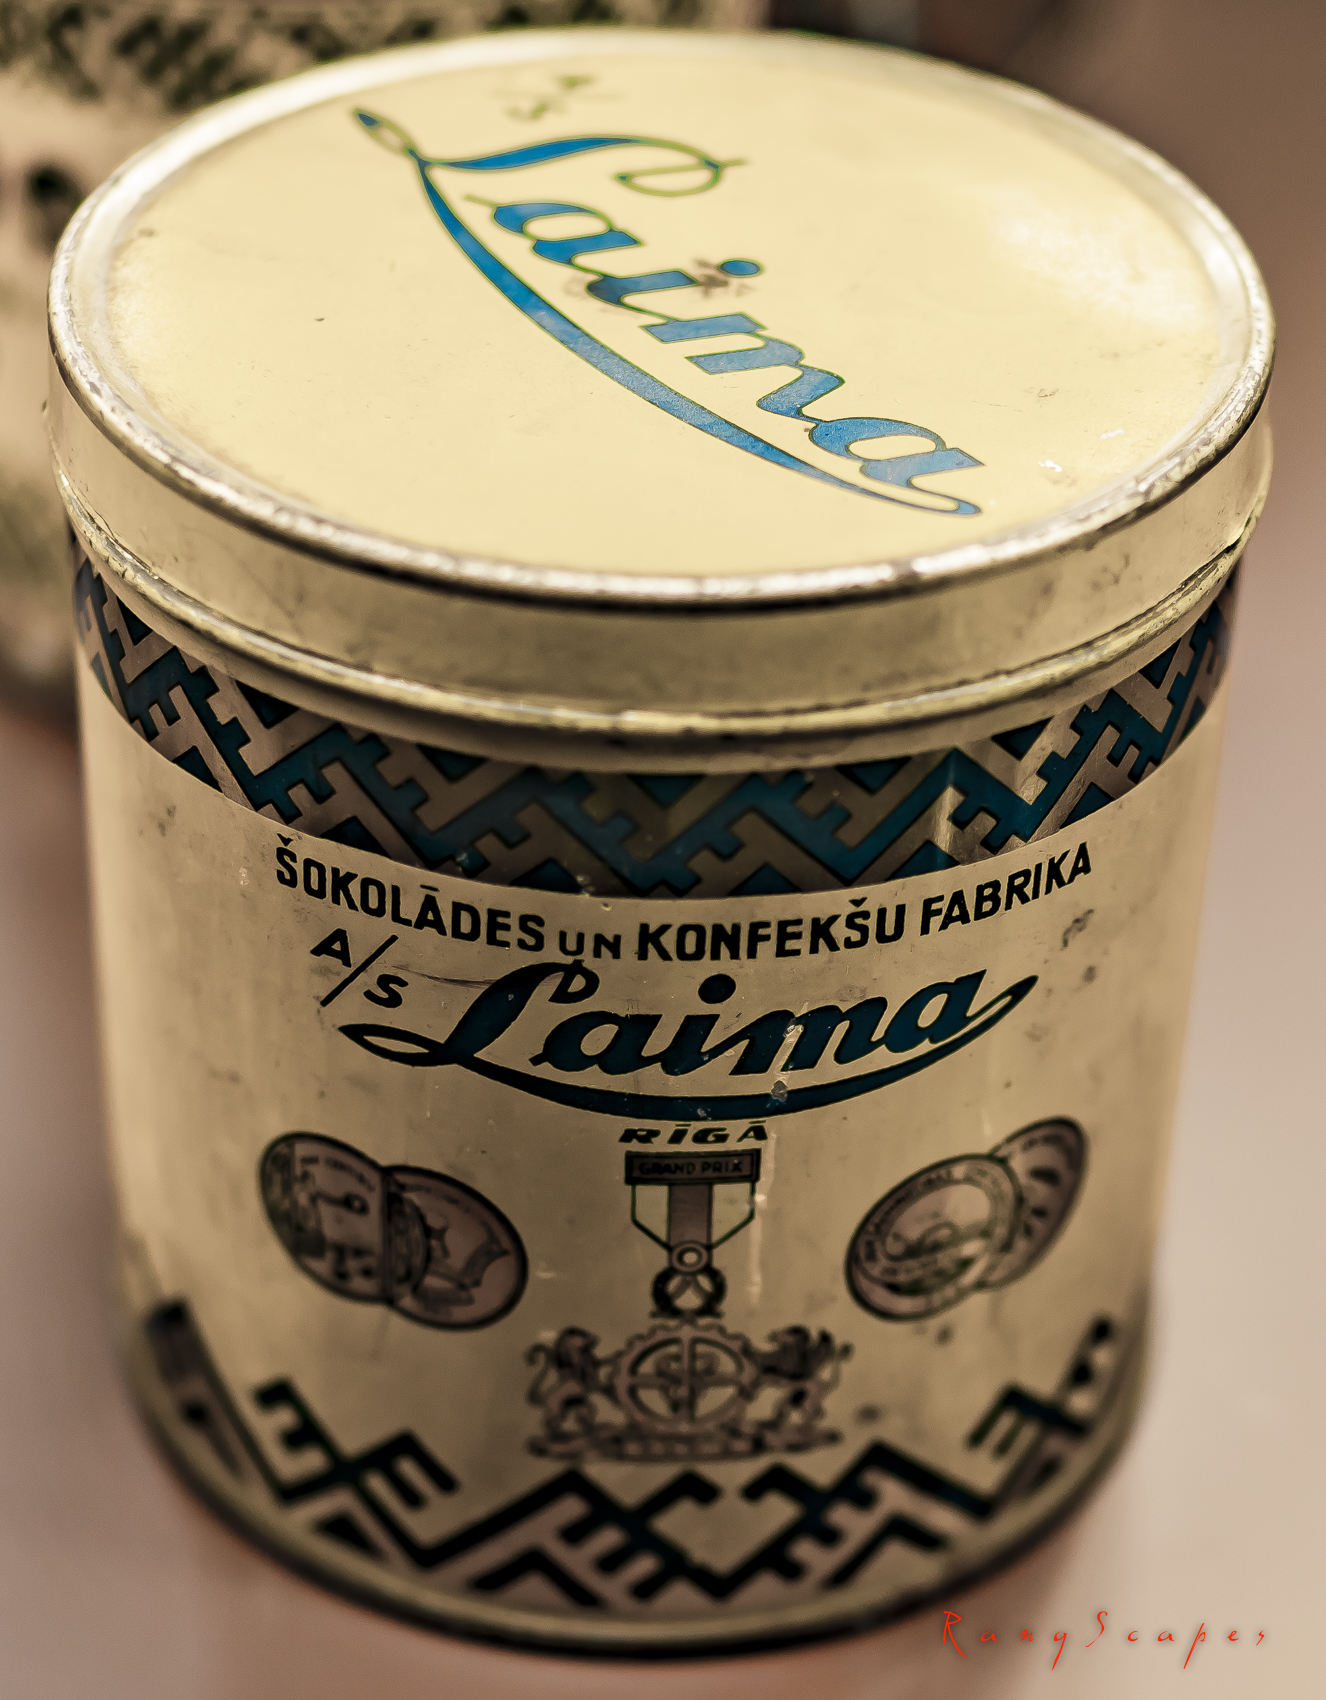 A/S
Laima
ŠOKOLĀDES UN KONFEKŠU FABRIKA
A/S Laima
RĪGĀ
GRAND PRIX
RangScapes